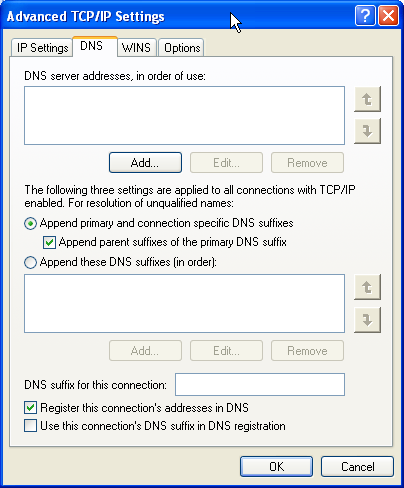 Advanced TCP/IP Settings
IP Settings DNS WINS Options
DNS server addresses, in order of use:
Add... Edit... Remove
The following three settings are applied to all connections with TCP/IP
enabled. For resolution of unqualified names:
Append primary and connection specific DNS suffixes
Append parent suffixes of the primary DNS suffix
Append these DNS suffixes (in order):
Add... Edit... Remove
DNS suffix for this connection:
Register this connection's addresses in DNS
Use this connection's DNS suffix in DNS registration
OK Cancel